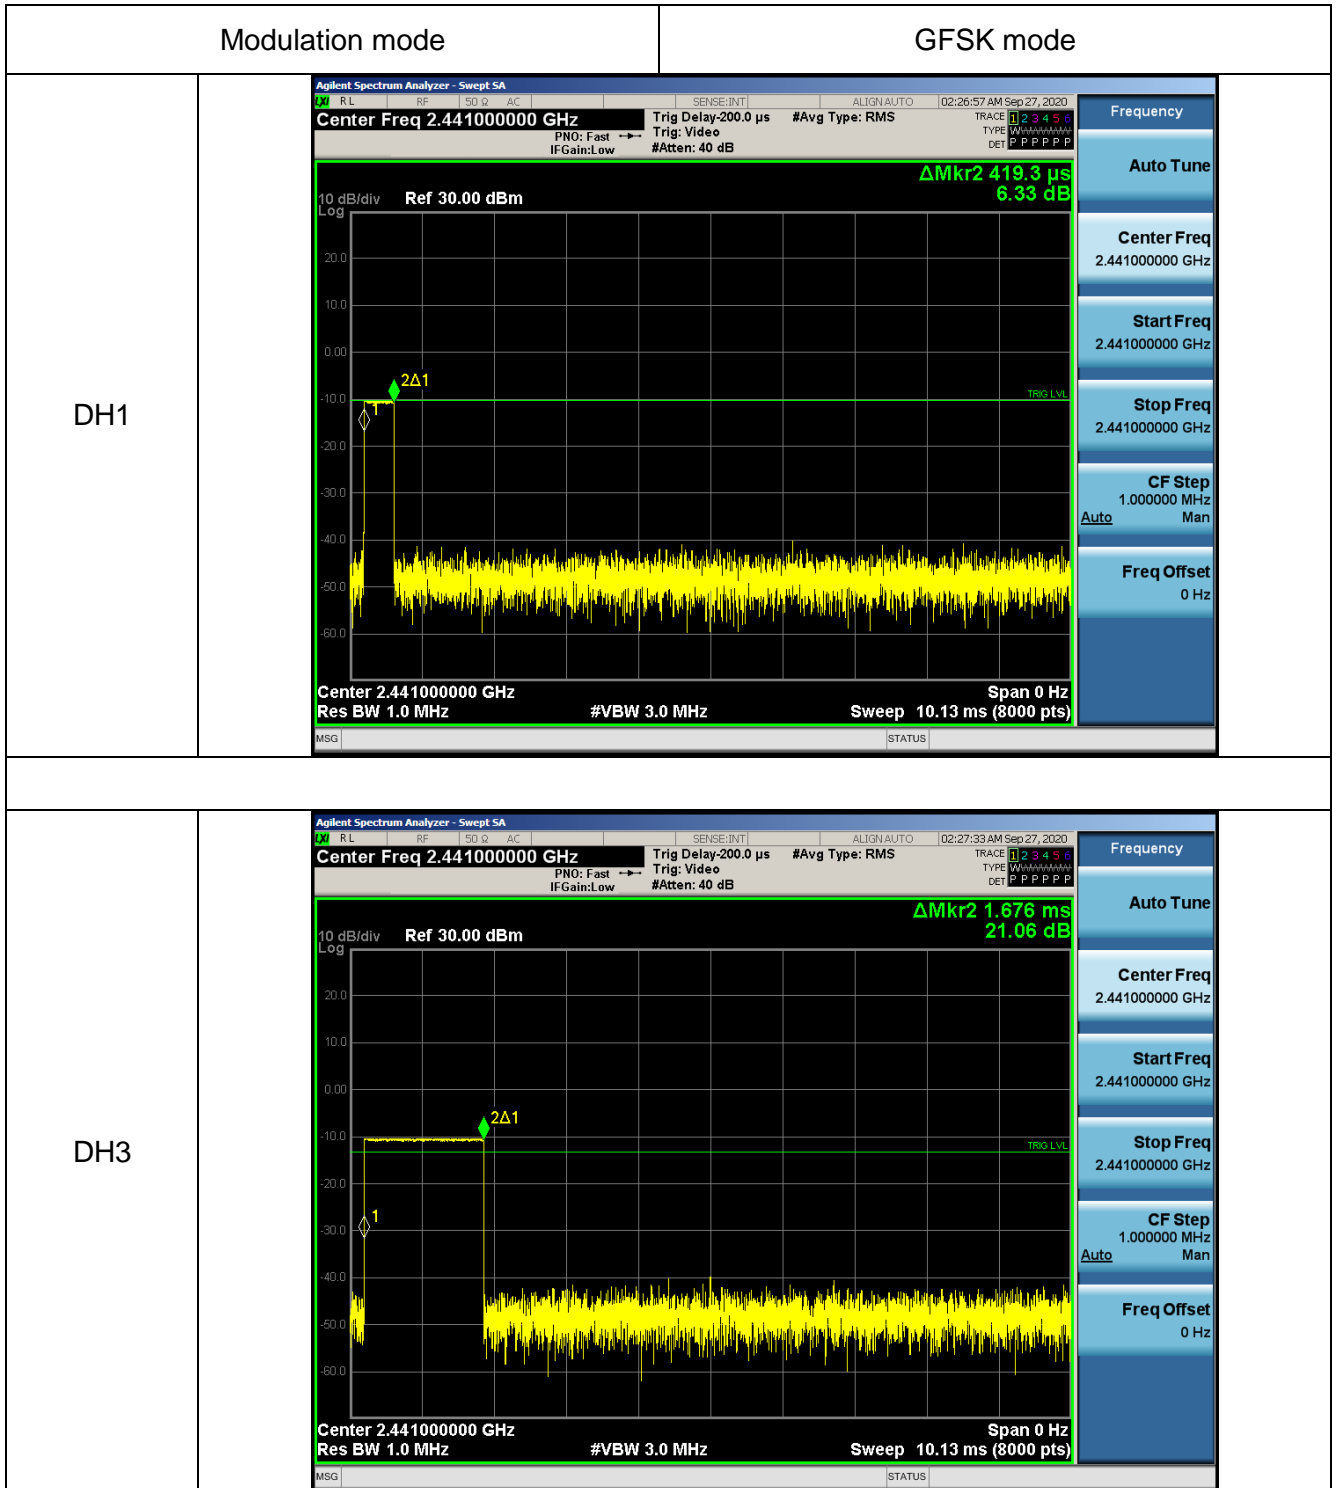 Modulation mode
GFSK mode
DH1
Agilent Spectrum Analyzer - Swept SA
LXI RL RF 50 Ω AC SENSE:INT ALIGN AUTO 02:26:57 AM Sep 27, 2020
Center Freq 2.441000000 GHz
PNO: Fast
IFGain:Low
Trig Delay-200.0 µs
Trig: Video
#Atten: 40 dB
#Avg Type: RMS
TRACE 1 2 3 4 5 6
TYPE W
DET P P P P P P
ΔMkr2 419.3 µs
6.33 dB
10 dB/div Ref 30.00 dBm
Log
20.0
10.0
0.00
-10.0
-20.0
-30.0
-40.0
-50.0
-60.0
2Δ1
1
TRIG LVL
Center 2.441000000 GHz Span 0 Hz
Res BW 1.0 MHz #VBW 3.0 MHz Sweep 10.13 ms (8000 pts)
MSG STATUS
Frequency
Auto Tune
Center Freq
2.441000000 GHz
Start Freq
2.441000000 GHz
Stop Freq
2.441000000 GHz
CF Step
1.000000 MHz
Auto Man
Freq Offset
0 Hz
DH3
Agilent Spectrum Analyzer - Swept SA
LXI RL RF 50 Ω AC SENSE:INT ALIGN AUTO 02:27:33 AM Sep 27, 2020
Center Freq 2.441000000 GHz
PNO: Fast
IFGain:Low
Trig Delay-200.0 µs
Trig: Video
#Atten: 40 dB
#Avg Type: RMS
TRACE 1 2 3 4 5 6
TYPE W
DET P P P P P P
ΔMkr2 1.676 ms
21.06 dB
10 dB/div Ref 30.00 dBm
Log
20.0
10.0
0.00
-10.0
-20.0
-30.0
-40.0
-50.0
-60.0
2Δ1
1
TRIG LVL
Center 2.441000000 GHz Span 0 Hz
Res BW 1.0 MHz #VBW 3.0 MHz Sweep 10.13 ms (8000 pts)
MSG STATUS
Frequency
Auto Tune
Center Freq
2.441000000 GHz
Start Freq
2.441000000 GHz
Stop Freq
2.441000000 GHz
CF Step
1.000000 MHz
Auto Man
Freq Offset
0 Hz